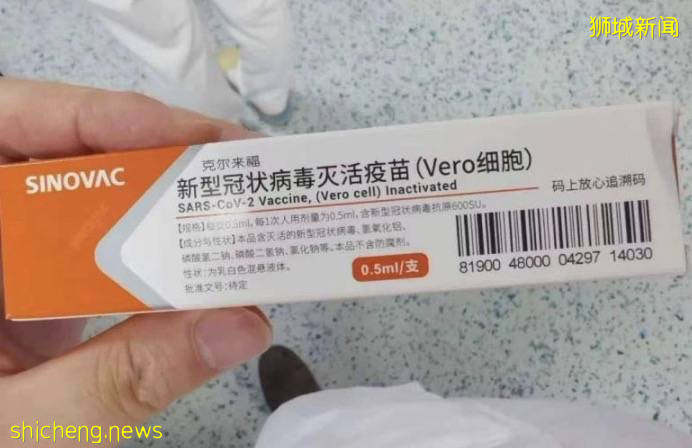 狮城新闻
SINOVAC
克尔来福
新型冠状病毒灭活疫苗(Vero细胞)
SARS-CoV-2 Vaccine, (Vero cell) Inactivated
【规格】每支0.5ml, 每1次人用剂量为0.5ml, 含新型冠状病毒抗原600SU。
【成分与性状】本品含灭活的新型冠状病毒、氢氧化铝、
磷酸氢二钠、磷酸二氢钠、氯化钠等。本品不含防腐剂。
性状:为乳白色混悬液体。
批准文号:待定
0.5ml/支
码上放心追溯码
81900 48000 04297 14030
shicheng.news